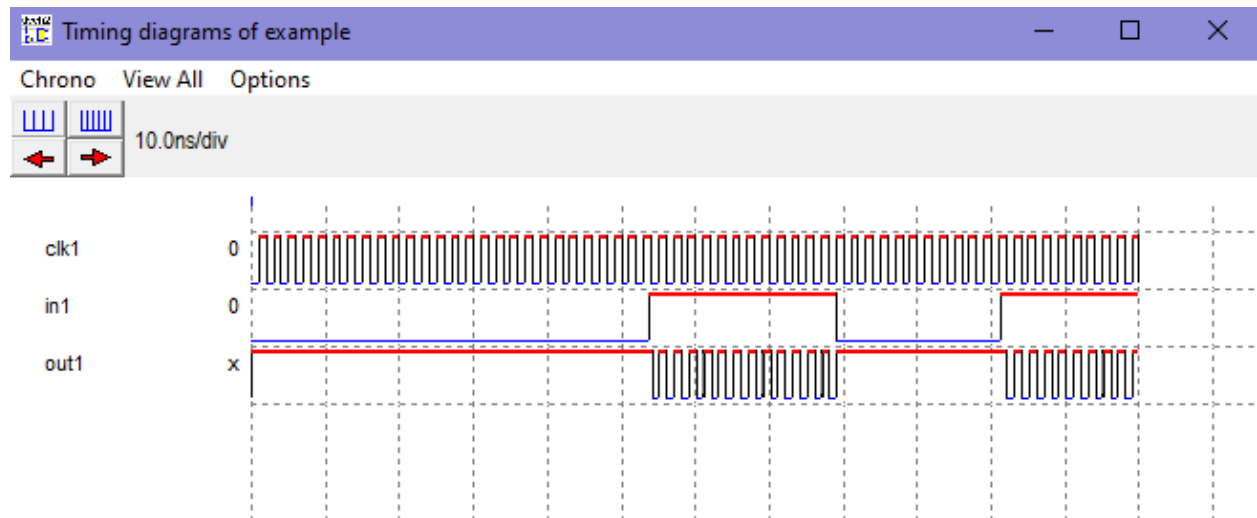 Timing diagrams of example
Chrono View All Options
10.0ns/div
clk1 0
in1 0
out1 x